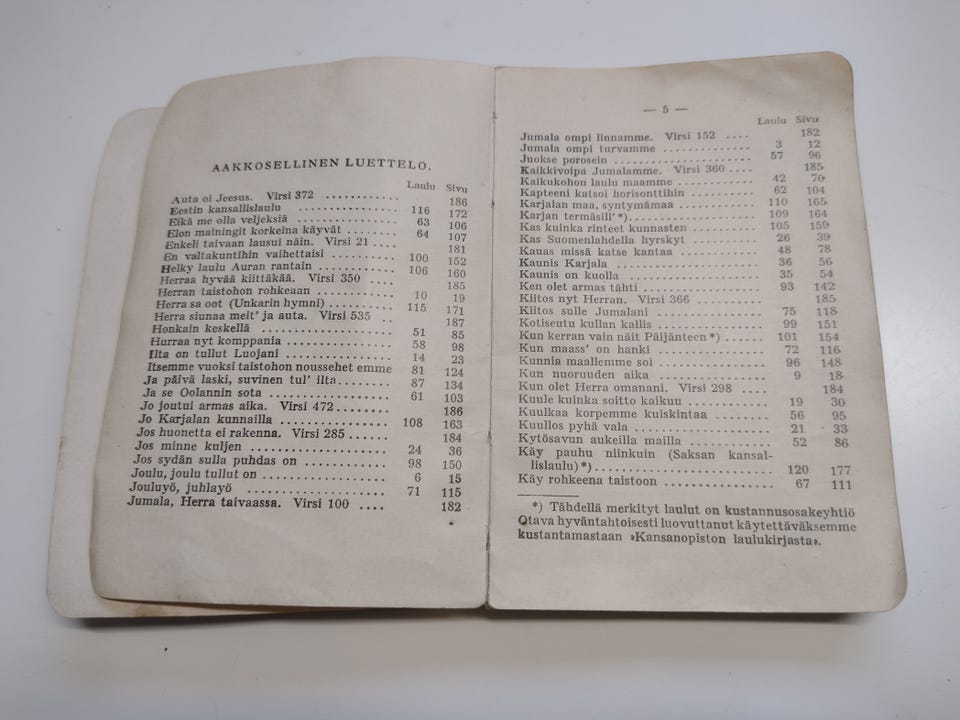 AAKKOSELLINEN LUETTELO.
Laulu Sivu
Auta oi Jeesus. Virsi 372 ............ 186
Eestin kansallislaulu ................ 116 172
Eikä me olla veljeksiä ................ 63 106
Elon mainingit korkeina käyvät ........ 64 107
Enkeli taivaan lausui näin. Virsi 21 .... 181
En valtakuntihin vaihettaisi .......... 100 152
Helky laulu Auran rantain ............ 106 160
Herraa hyvää kiittäkää. Virsi 350 .... 185
Herran taistohon rohkeaan ............ 10 19
Herra sa oot (Unkarin hymni) .......... 115 171
Herra siunaa meit' ja auta. Virsi 535 .. 187
Honkain keskellä .................... 51 85
Hurraa nyt komppania ................ 58 98
Ilta on tullut Luojani ................ 14 23
Itsemme vuoksi taistohon noussehet emme 81 124
Ja päivä laski, suvinen tul' ilta........ 87 134
Ja se Oolannin sota .................. 61 103
Jo joutui armas aika. Virsi 472........ 186
Jo Karjalan kunnailla ................ 108 163
Jos huonetta ei rakenna. Virsi 285...... 184
Jos minne kuljen .................... 24 36
Jos sydän sulla puhdas on ............ 98 150
Joulu, joulu tullut on ................ 6 15
Jouluyö, juhlayö .................... 71 115
Jumala, Herra taivaassa. Virsi 100 .... 182
— 5 —
Laulu Sivu
Jumala ompi linnamme. Virsi 152 .... 182
Jumala ompi turvamme .............. 3 12
Juokse porosein .................... 57 96
Kaikkivoipa Jumalamme. Virsi 360 .... 185
Kaikukohon laulu maamme ............ 42 70
Kapteeni katsoi horisonttihin .......... 62 104
Karjalan maa, syntymämaa ............ 110 165
Karjan termäsill' *).................. 109 164
Kas kuinka rinteet kunnasten .......... 105 159
Kas Suomenlahdella hyrskyt .......... 26 39
Kauas missä katse kantaa ............ 48 78
Kaunis Karjala .................... 36 56
Kaunis on kuolla .................... 35 54
Ken olet armas tähti ................ 93 142
Kiitos nyt Herran. Virsi 366 .......... 185
Kiitos sulle Jumalani ................ 75 118
Kotiseutu kullan kallis ................ 99 151
Kun kerran vain näit Päijänteen *) ...... 101 154
Kun maass' on hanki ................ 72 116
Kunnia maallemme soi .............. 96 148
Kun nuoruuden aika ................ 9 18
Kun olet Herra omanani. Virsi 298 ...... 184
Kuule kuinka soitto kaikuu ............ 19 30
Kuulkaa korpemme kuiskintaa ........ 56 95
Kuullos pyhä vala .................. 21 33
Kytösavun aukeilla mailla ............ 52 86
Käy pauhu niinkuin (Saksan kansal-
lislaulu) *) ...................... 120 177
Käy rohkeena taistoon .............. 67 111
*) Tähdellä merkityt laulut on kustannusosakeyhtiö
Otava hyväntahtoisesti luovuttanut käytettäväksemme
kustantamastaan »Kansanopiston laulukirjasta».